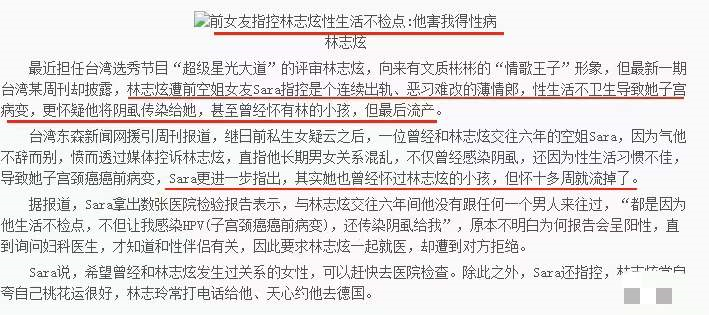 前女友指控林志炫性生活不检点:他害我得性病
林志炫
最近担任台湾选秀节目“超级星光大道”的评审林志炫，向来有文质彬彬的“情歌王子”形象，但最新一期
台湾某周刊却披露，林志炫遭前空姐女友Sara指控是个连续出轨、恶习难改的薄情郎，性生活不卫生导致她子宫
病变，更怀疑他将阴虱传染给她，甚至曾经怀有林的小孩，但最后流产。
台湾东森新闻网援引周刊报道，继日前私生女疑云之后，一位曾经和林志炫交往六年的空姐Sara，因为气他
不辞而别，愤而透过媒体控诉林志炫，直指他长期男女关系混乱，不仅曾经感染阴虱，还因为性生活习惯不佳，
导致她子宫颈癌癌前病变，Sara更进一步指出，其实她也曾经怀过林志炫的小孩，但怀十多周就流掉了。
据报道，Sara拿出数张医院检验报告表示，与林志炫交往六年间他没有跟任何一个男人来往过，“都是因为
他生活不检点，不但让我感染HPV(子宫颈癌癌前病变)，还传染阴虱给我”，原本不明白为何报告会呈阳性，直
到询问妇科医生，才知道和性伴侣有关，因此要求林志炫一起就医，却遭到对方拒绝。
Sara说，希望曾经和林志炫发生过关系的女性，可以赶快去医院检查。除此之外，Sara还指控，林志炫常自
夸自己桃花运很好，林志玲常打电话给他、天心约他去德国。